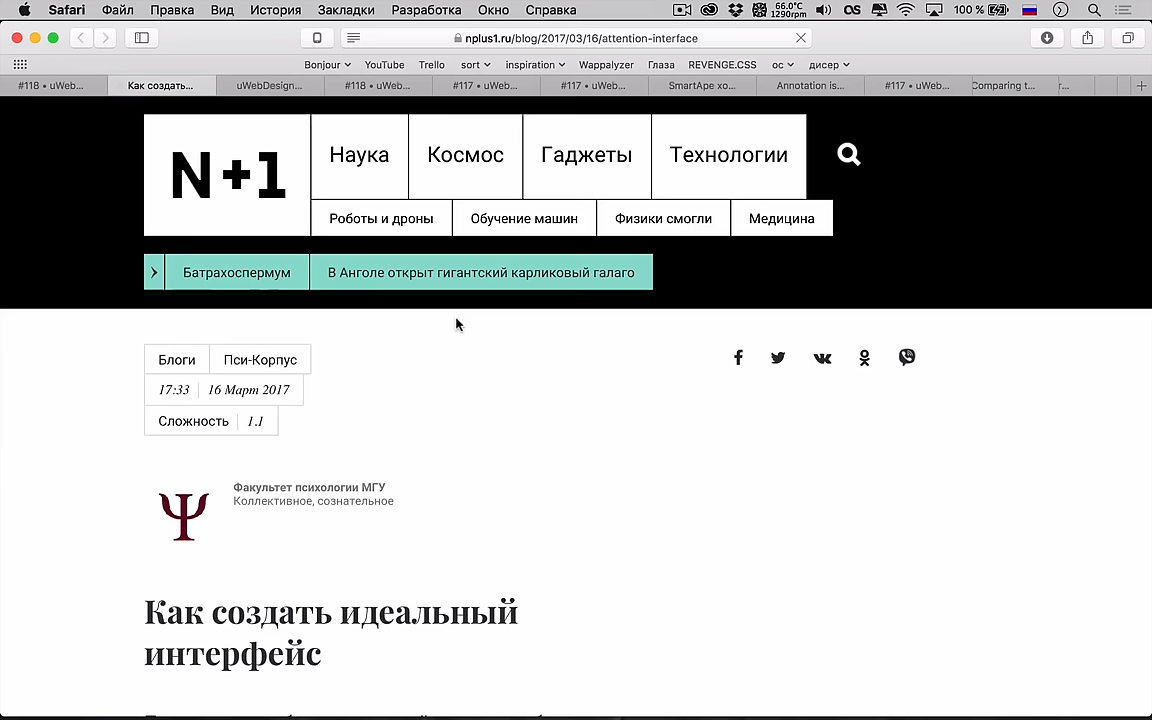 Safari Файл Правка Вид История Закладки Разработка Окно Справка 66.0°C 1290rpm 100 %
nplus1.ru/blog/2017/03/16/attention-interface
Bonjour YouTube Trello sort inspiration Wappalyzer Глаза REVENGE.CSS ос дисер
#118 • uWeb... Как создать... uWebDesign... #118 • uWeb... #117 • uWeb... #117 • uWeb... SmartApe хо... Annotation is... #117 • uWeb... Comparing t...
N+1
Наука Космос Гаджеты Технологии
Роботы и дроны Обучение машин Физики смогли Медицина
Батрахоспермум В Анголе открыт гигантский карликовый галаго
Блоги Пси-Корпус
17:33 16 Март 2017
Сложность 1.1
Ψ
Факультет психологии МГУ
Коллективное, сознательное
Как создать идеальный
интерфейс